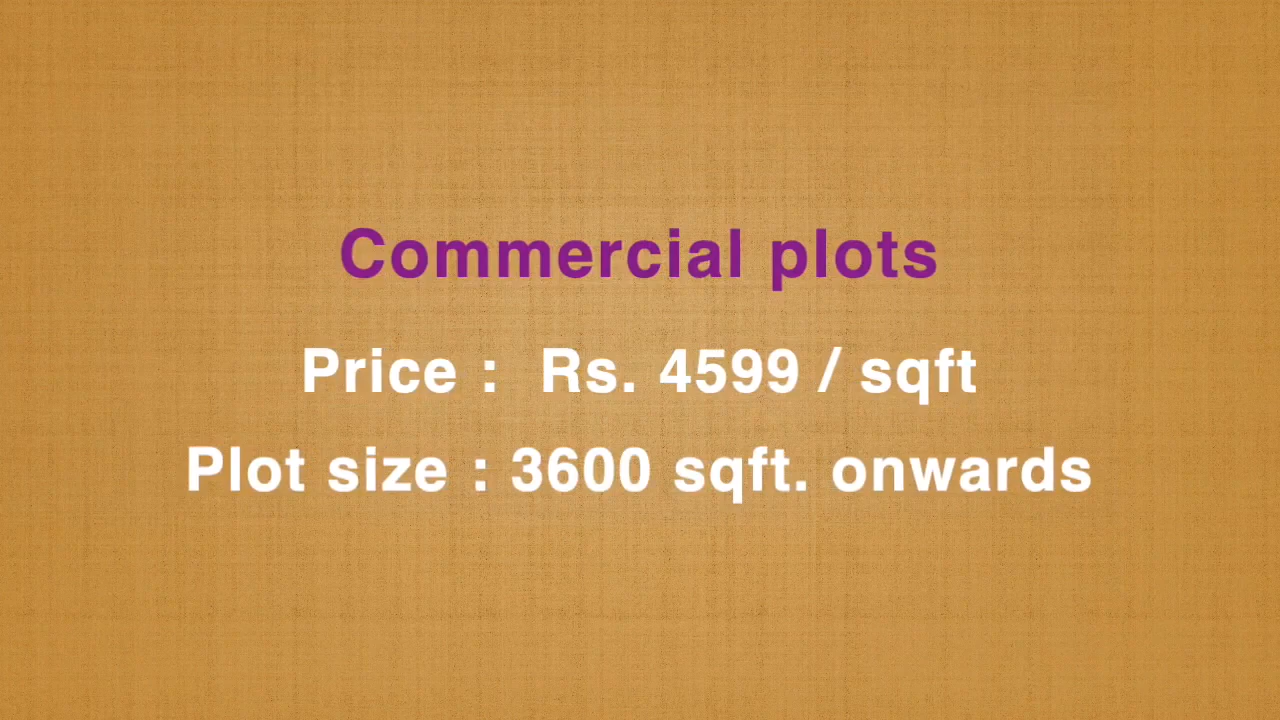 Commercial plots
Price : Rs. 4599 / sqft
Plot size : 3600 sqft. onwards